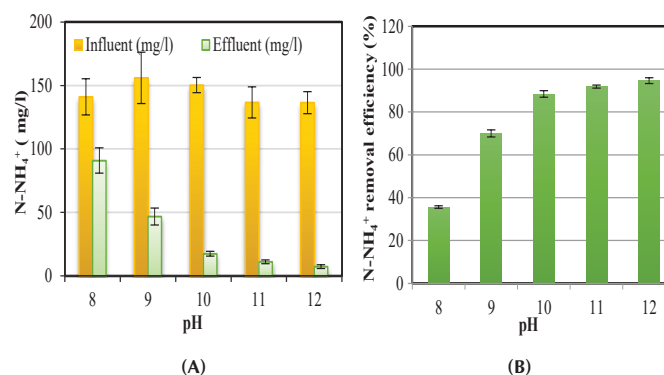 N-NH₄⁺ ( mg/l)
200
150
100
50
0
Influent (mg/l)
Effluent (mg/l)
8 9 10 11 12
pH
(A)
N-NH₄⁺ removal efficiency (%)
120
100
80
60
40
20
0
8 9 10 11 12
pH
(B)